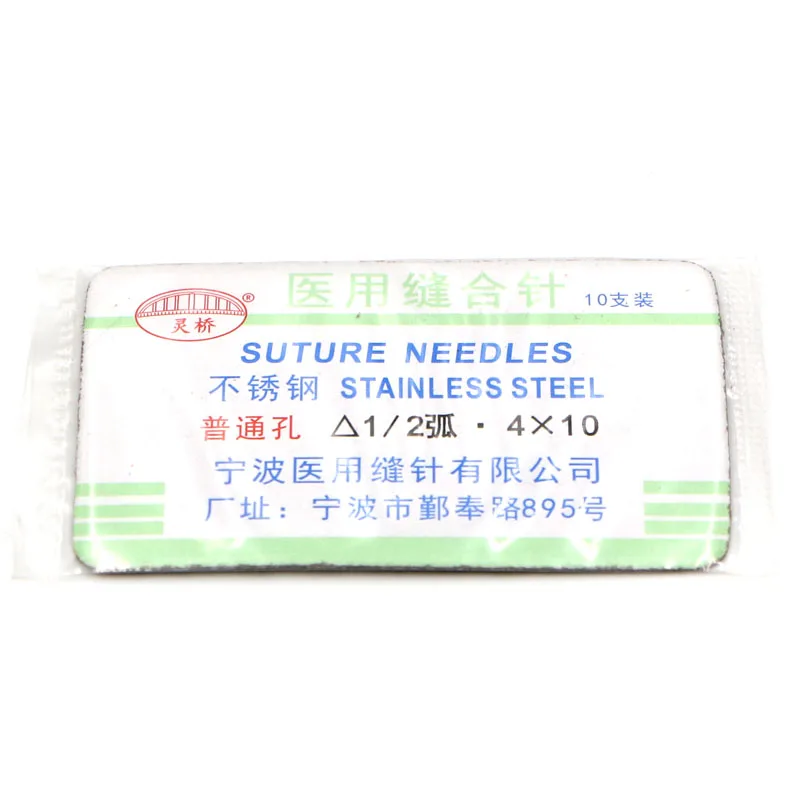 灵桥®
医用缝合针 10支装
SUTURE NEEDLES
不锈钢 STAINLESS STEEL
普通孔 △1/2弧·4×10
宁波医用缝针有限公司
厂址：宁波市鄞奉路895号